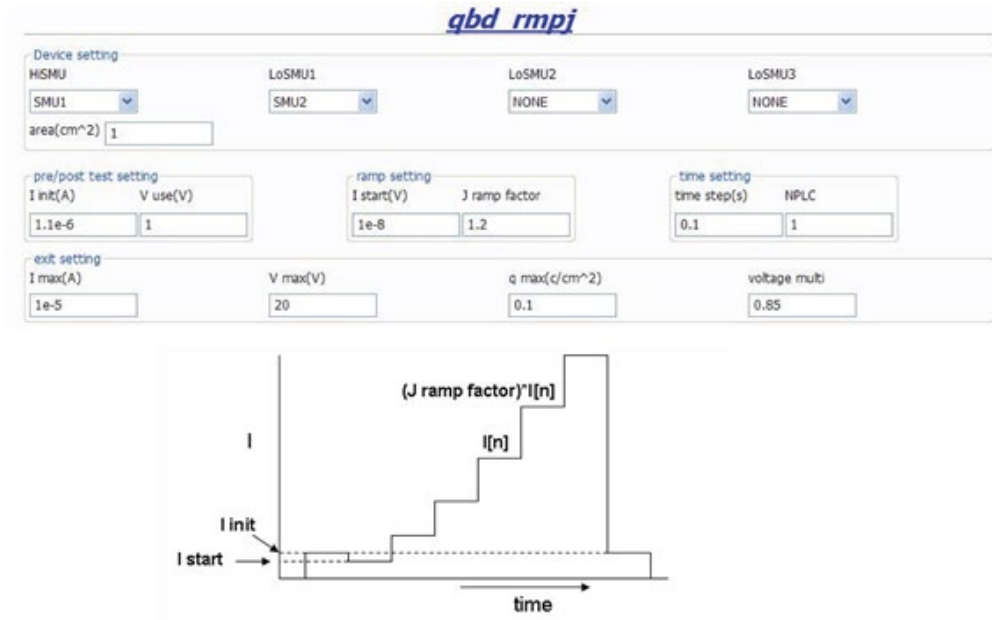 qbd_rmpj
Device setting
HiSMU LoSMU1 LoSMU2 LoSMU3
SMU1 SMU2 NONE NONE
area(cm^2) 1
pre/post test setting ramp setting time setting
I init(A) V use(V) I start(V) J ramp factor time step(s) NPLC
1.1e-6 1 1e-8 1.2 0.1 1
exit setting
I max(A) V max(V) q max(c/cm^2) voltage multi
1e-5 20 0.1 0.85
(J ramp factor)*I[n]
I I[n]
I init
I start
time